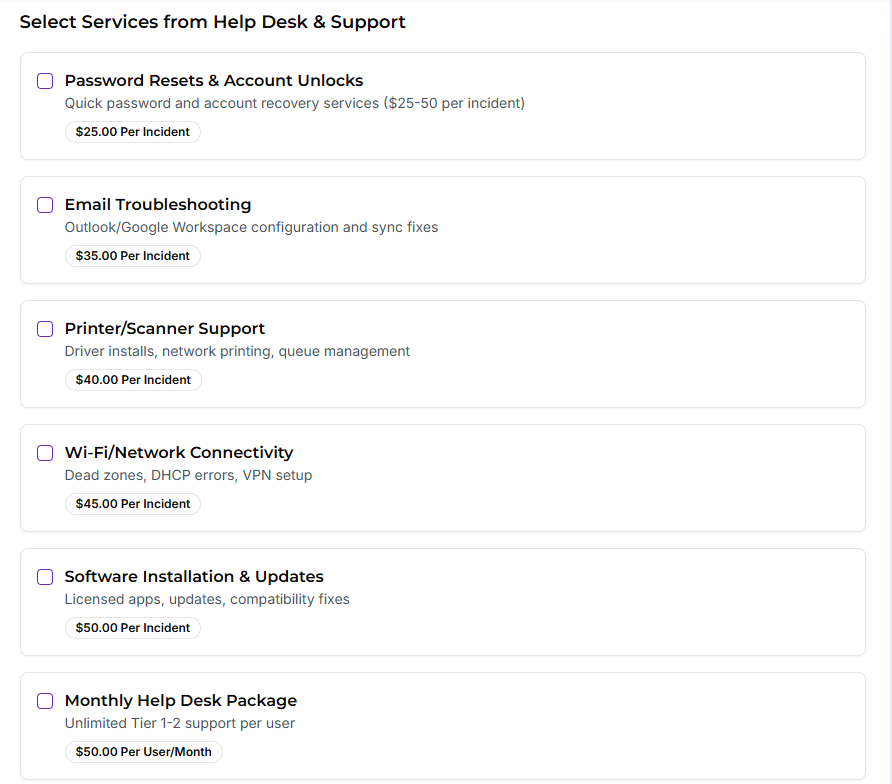 Select Services from Help Desk & Support
Password Resets & Account Unlocks
Quick password and account recovery services ($25-50 per incident)
$25.00 Per Incident
Email Troubleshooting
Outlook/Google Workspace configuration and sync fixes
$35.00 Per Incident
Printer/Scanner Support
Driver installs, network printing, queue management
$40.00 Per Incident
Wi-Fi/Network Connectivity
Dead zones, DHCP errors, VPN setup
$45.00 Per Incident
Software Installation & Updates
Licensed apps, updates, compatibility fixes
$50.00 Per Incident
Monthly Help Desk Package
Unlimited Tier 1-2 support per user
$50.00 Per User/Month